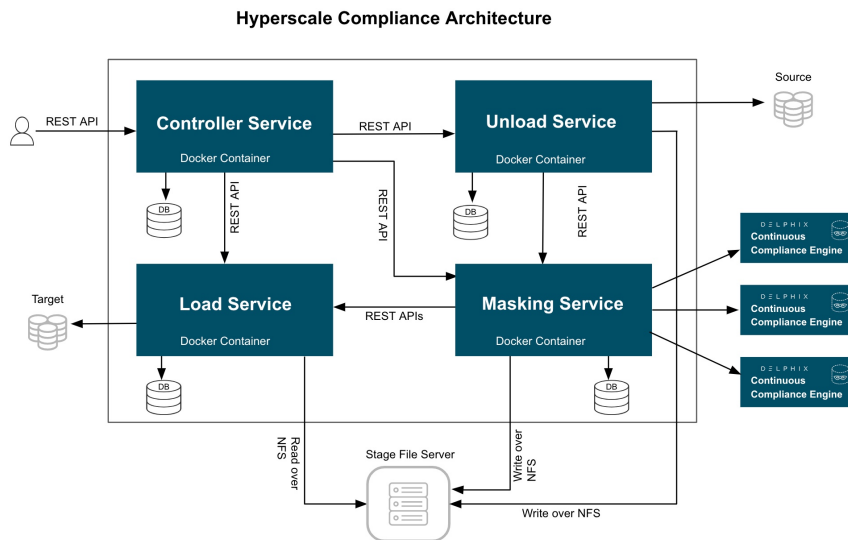 Hyperscale Compliance Architecture
Source
REST API
Controller Service
Docker Container
REST API
Unload Service
Docker Container
DB
REST API
REST API
DB
REST API
DELPHIX
Continuous
Compliance Engine
Target
Load Service
Docker Container
REST APIs
Masking Service
Docker Container
DELPHIX
Continuous
Compliance Engine
DB
DB
DELPHIX
Continuous
Compliance Engine
Read over
NFS
Stage File Server
Write over
NFS
Write over NFS